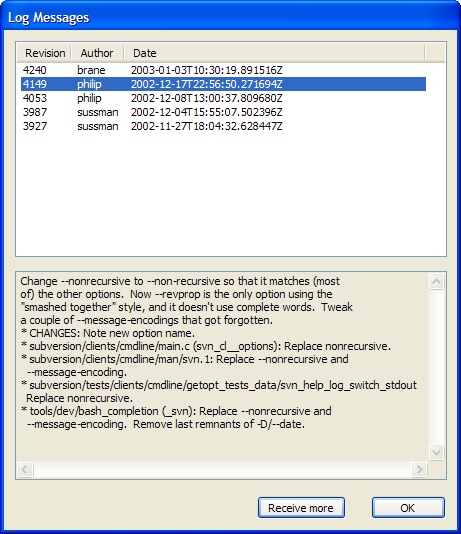 Log Messages
Revision Author Date
4240 brane 2003-01-03T10:30:19.891516Z
4149 philip 2002-12-17T22:56:50.271694Z
4053 philip 2002-12-08T13:00:37.809680Z
3987 sussman 2002-12-04T15:55:07.502396Z
3927 sussman 2002-11-27T18:04:32.628447Z
Change --nonrecursive to --non-recursive so that it matches (most
of) the other options.  Now --revprop is the only option using the
"smashed together" style, and it doesn't use complete words.  Tweak
a couple of --message-encodings that got forgotten.
* CHANGES: Note new option name.
* subversion/clients/cmdline/main.c (svn_cl__options): Replace nonrecursive.
* subversion/clients/cmdline/man/svn.1: Replace --nonrecursive and
--message-encoding.
* subversion/tests/clients/cmdline/getopt_tests_data/svn_help_log_switch_stdout
Replace nonrecursive.
* tools/dev/bash_completion (_svn): Replace --nonrecursive and
--message-encoding.  Remove last remnants of -D/--date.
Receive more OK